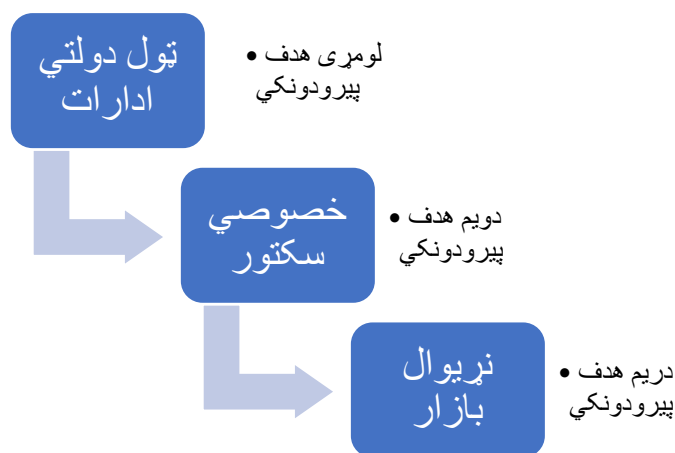 ټول دولتي
ادارات
• لومړی هدف
پیرودونکي
خصوصي
سکتور
• دویم هدف
پیرودونکي
نړیوال
بازار
• دریم هدف
پیرودونکي